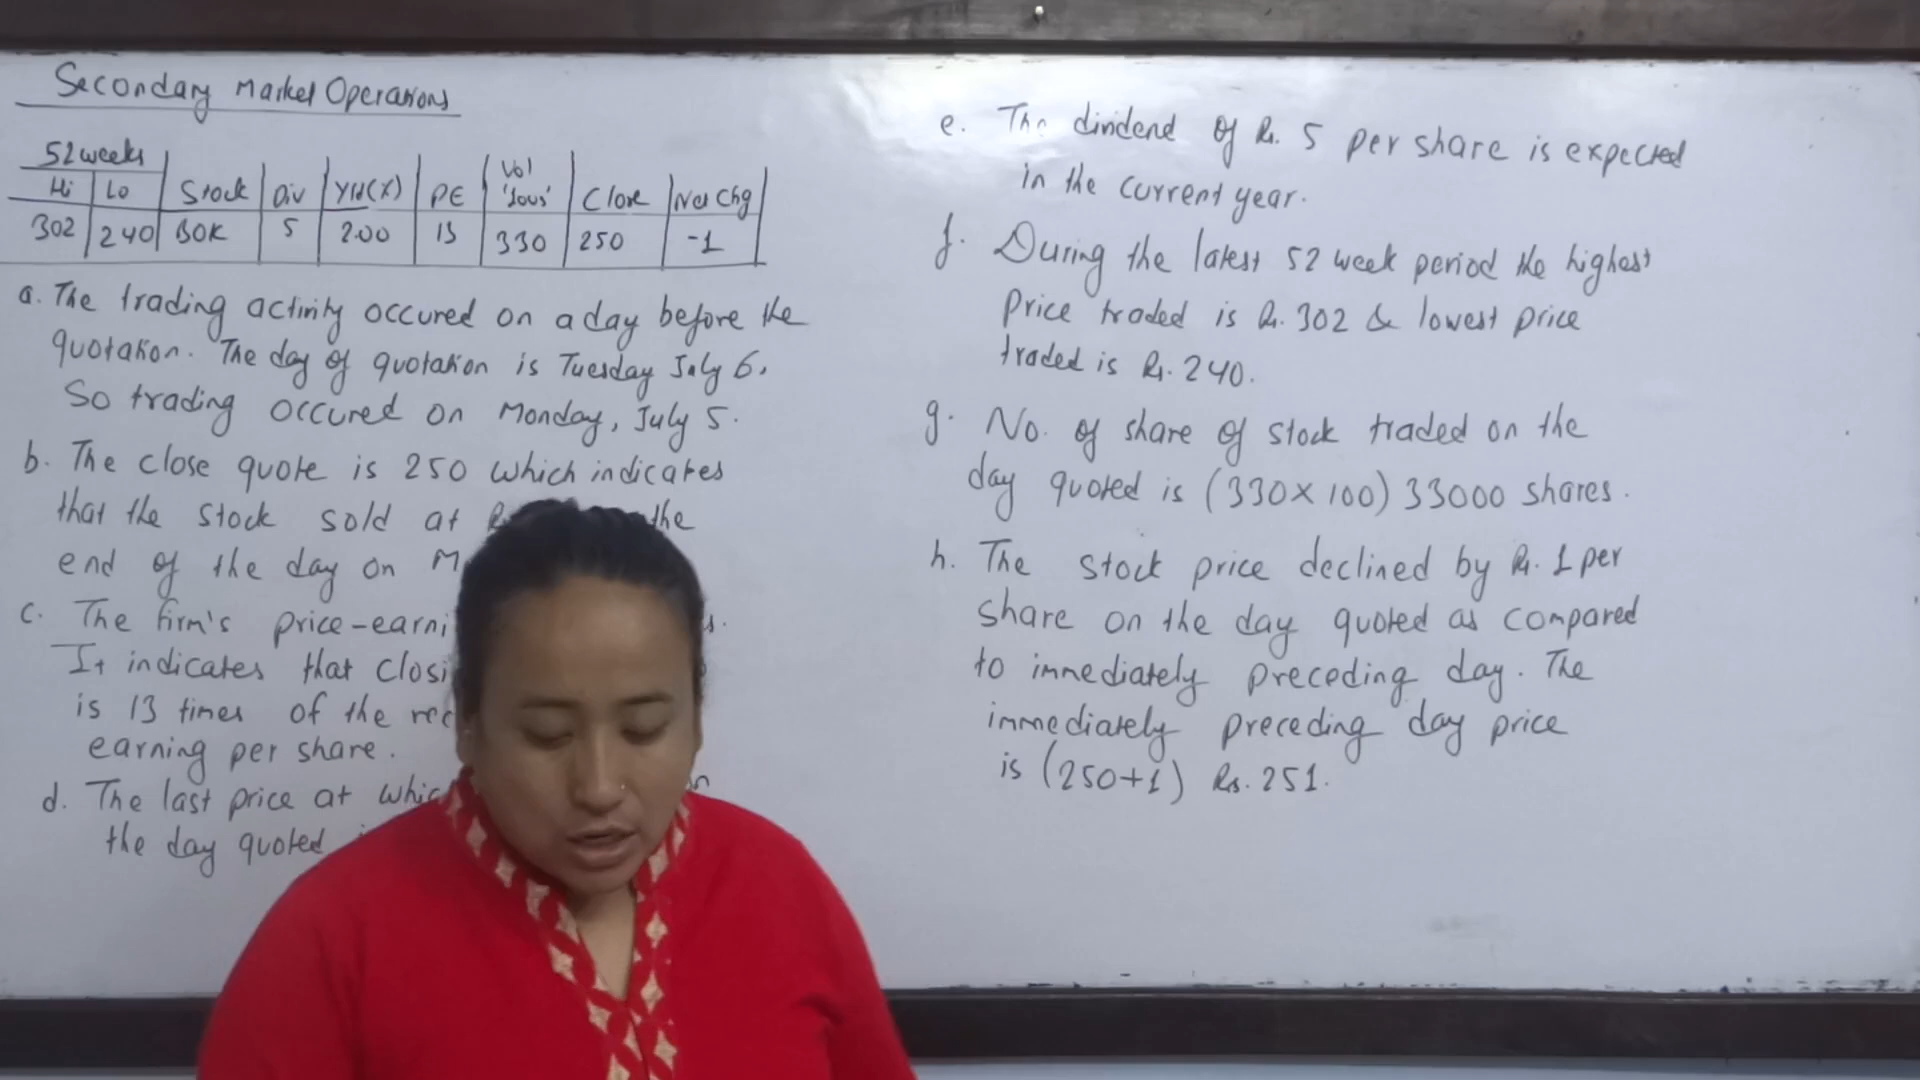 Secondary Market Operations
52 weeks
Hi Lo Stock Div Yld(%) PE Vol '100s' Close Net Chg
302 240 BOK 5 2.00 13 330 250 -1
a. The trading activity occured on a day before the
quotation. The day of quotation is Tuesday July 6.
So trading occured on Monday, July 5.
b. The close quote is 250 which indicates
that the stock sold at the
end of the day on
c. The firm's price-earni
It indicates that closi
is 13 times of the rec
earning per share.
d. The last price at whic
the day quoted
e. The dividend of Rs. 5 per share is expected
in the current year.
f. During the latest 52 week period the highest
price traded is Rs. 302 & lowest price
traded is Rs. 240.
g. No. of share of stock traded on the
day quoted is (330 x 100) 33000 shares.
h. The stock price declined by Rs. 1 per
share on the day quoted as compared
to immediately preceding day. The
immediately preceding day price
is (250+1) Rs. 251.